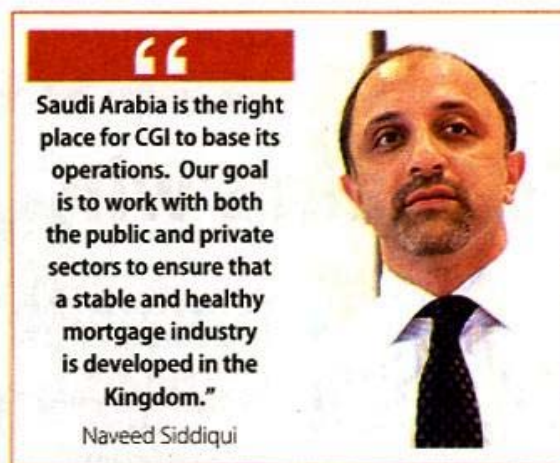 “
Saudi Arabia is the right
place for CGI to base its
operations. Our goal
is to work with both
the public and private
sectors to ensure that
a stable and healthy
mortgage industry
is developed in the
Kingdom.”
Naveed Siddiqui